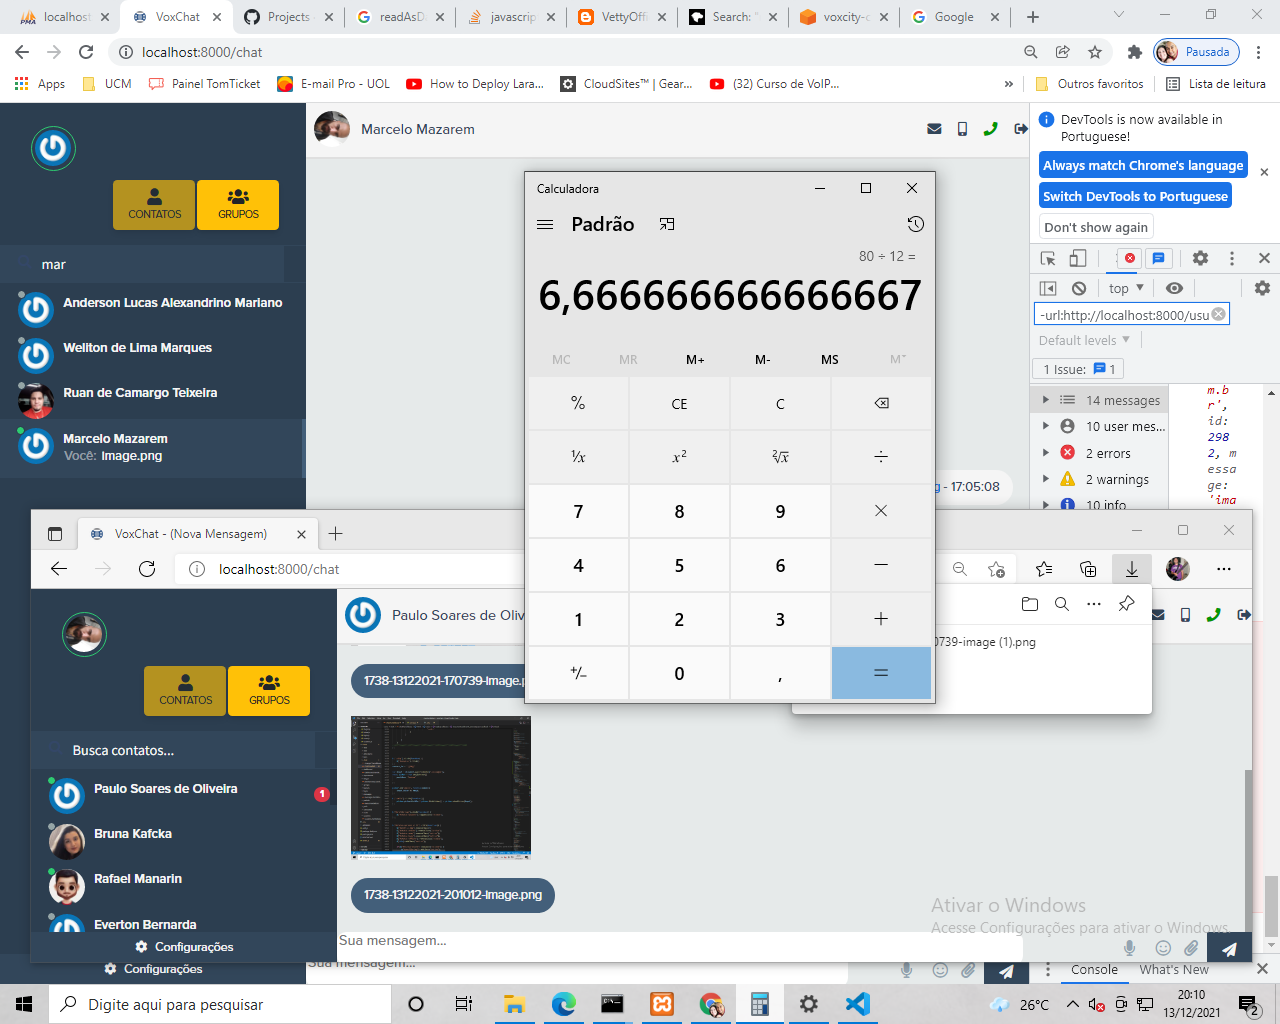 localhost
VoxChat
Projects
readAsDa
javascrip
VettyOffi
Search: "
voxcity-c
Google
localhost:8000/chat
Pausada
Apps
UCM
Painel TomTicket
E-mail Pro - UOL
How to Deploy Lara...
CloudSites™ | Gear...
(32) Curso de VoIP...
»
Outros favoritos
Lista de leitura
CONTATOS
GRUPOS
mar
Anderson Lucas Alexandrino Mariano
Wellton de Lima Marques
Ruan de Camargo Teixeira
Marcelo Mazarem
Você: Image.png
Marcelo Mazarem
g - 17:05:08
DevTools is now available in
Portuguese!
Always match Chrome's language
Switch DevTools to Portuguese
Don't show again
top
-url:http://localhost:8000/usu
Default levels
1 Issue: 1
14 messages
10 user mes...
2 errors
2 warnings
10 info
m.b
r',
id:
298
2, m
essa
ge:
'ima
Calculadora
Padrão
80 ÷ 12 =
6,666666666666667
MC MR M+ M- MS M˅
% CE C
⅟x x² ²√x ÷
7 8 9 ×
4 5 6 −
1 2 3 +
+/− 0 , =
VoxChat - (Nova Mensagem)
localhost:8000/chat
CONTATOS
GRUPOS
Busca contatos...
Paulo Soares de Oliveira
1
Bruna Kafcka
Rafael Manarin
Everton Bernarda
Configurações
Paulo Soares de Oliv
1738-13122021-170739-Image.p
1738-13122021-201012-Image.png
Sua mensagem...
0739-image (1).png
Ativar o Windows
Acesse Configurações para ativar o Windows.
Configurações
Sua mensagem...
Console
What's New
Digite aqui para pesquisar
26°C
20:10
13/12/2021
2